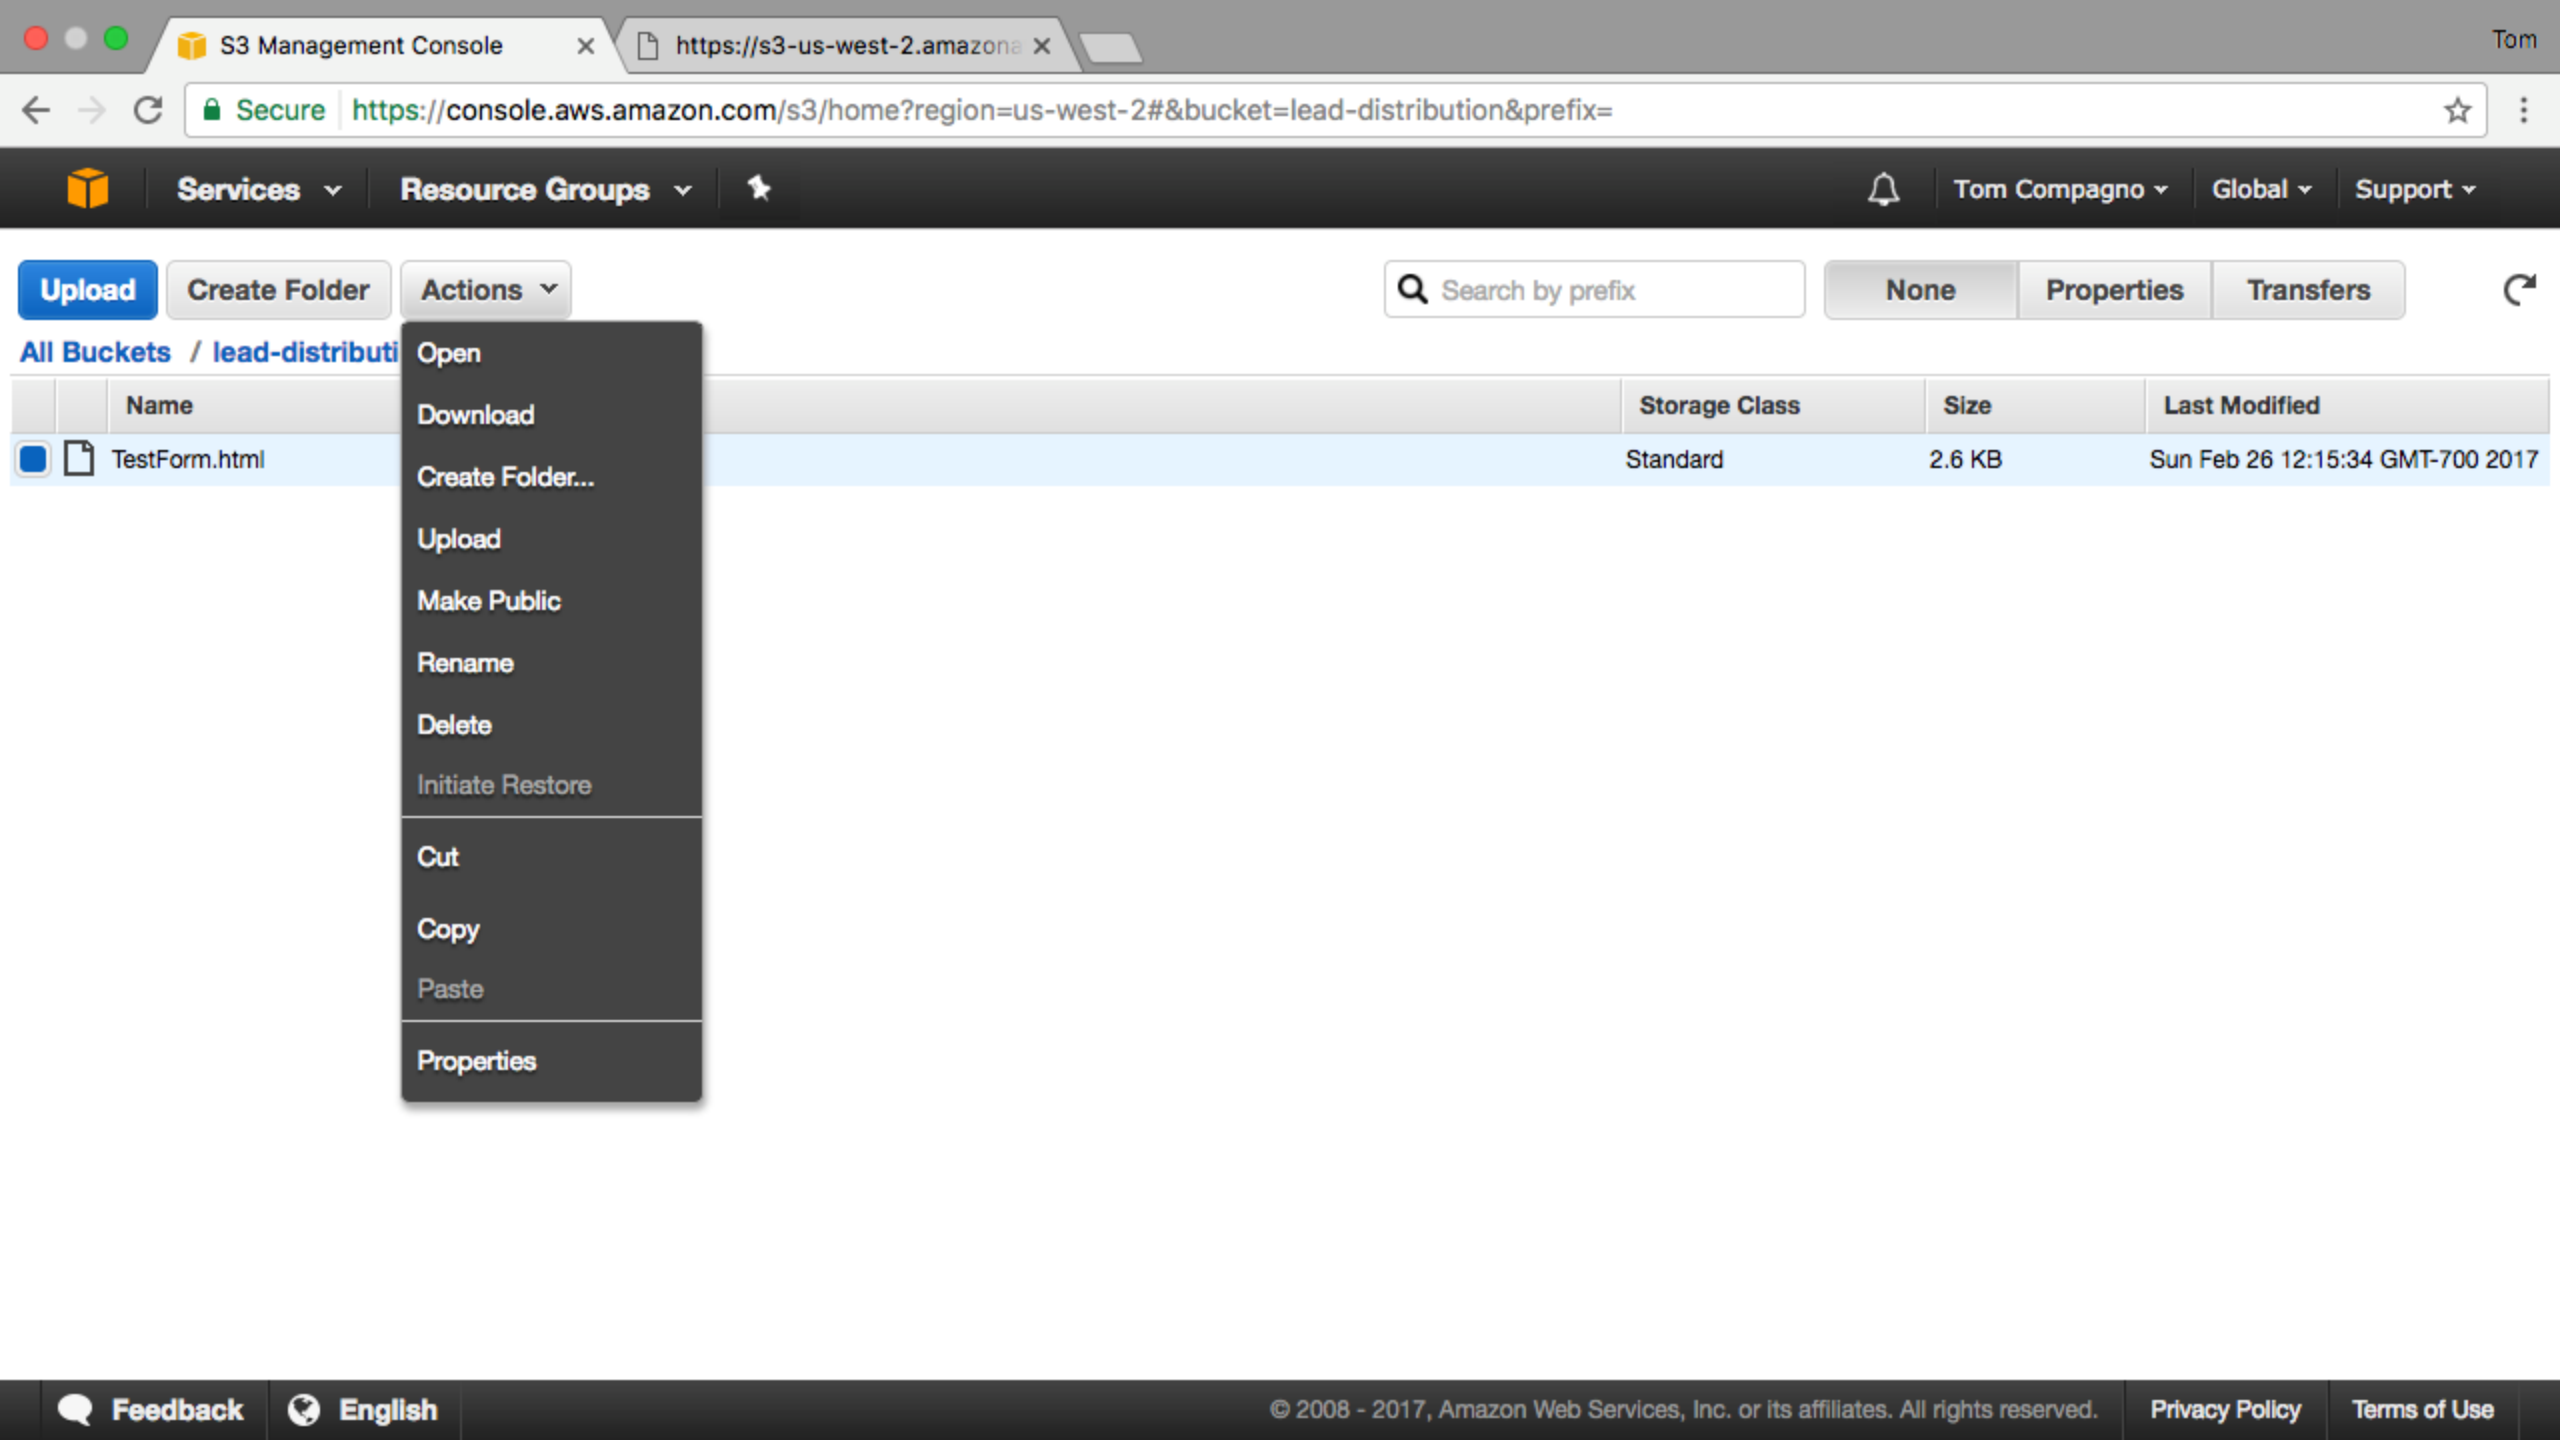 S3 Management Console
https://s3-us-west-2.amazona
Tom
Secure
https://console.aws.amazon.com/s3/home?region=us-west-2#&bucket=lead-distribution&prefix=
Services
Resource Groups
Tom Compagno
Global
Support
Upload
Create Folder
Actions
Search by prefix
None
Properties
Transfers
All Buckets / lead-distributi
Name
Storage Class
Size
Last Modified
TestForm.html
Standard
2.6 KB
Sun Feb 26 12:15:34 GMT-700 2017
Open
Download
Create Folder...
Upload
Make Public
Rename
Delete
Initiate Restore
Cut
Copy
Paste
Properties
Feedback
English
© 2008 - 2017, Amazon Web Services, Inc. or its affiliates. All rights reserved.
Privacy Policy
Terms of Use